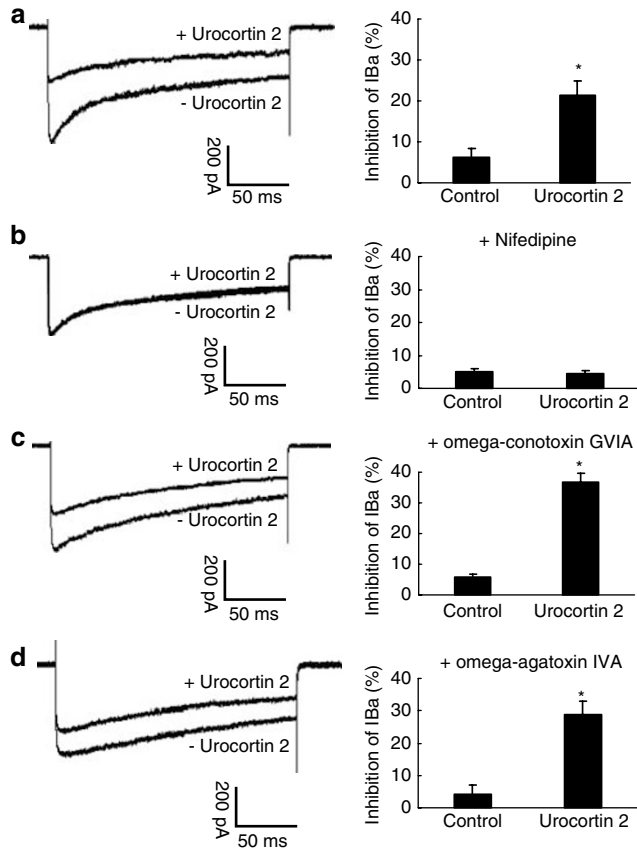 a
+ Urocortin 2
- Urocortin 2
200 pA
50 ms
Inhibition of IBa (%)
40
30
20
10
0
*
Control
Urocortin 2
b
+ Urocortin 2
- Urocortin 2
200 pA
50 ms
+ Nifedipine
Inhibition of IBa (%)
40
30
20
10
0
Control
Urocortin 2
c
+ Urocortin 2
- Urocortin 2
200 pA
50 ms
+ omega-conotoxin GVIA
Inhibition of IBa (%)
40
30
20
10
0
*
Control
Urocortin 2
d
+ Urocortin 2
- Urocortin 2
200 pA
50 ms
+ omega-agatoxin IVA
Inhibition of IBa (%)
40
30
20
10
0
*
Control
Urocortin 2